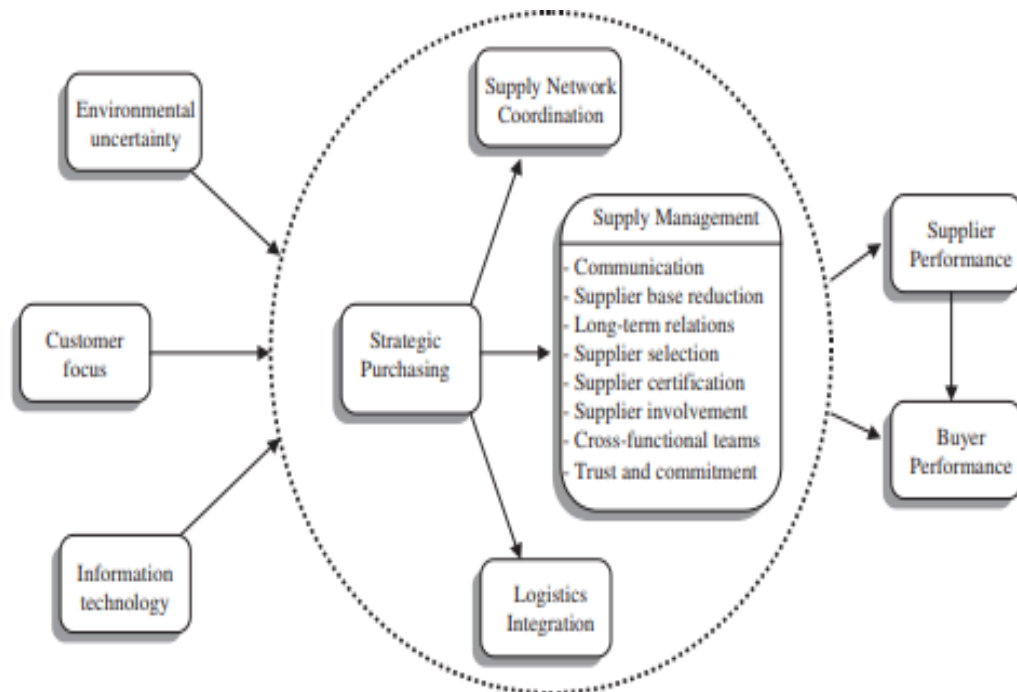 Environmental
uncertainty
Customer
focus
Information
technology
Supply Network
Coordination
Strategic
Purchasing
Supply Management
- Communication
- Supplier base reduction
- Long-term relations
- Supplier selection
- Supplier certification
- Supplier involvement
- Cross-functional teams
- Trust and commitment
Logistics
Integration
Supplier
Performance
Buyer
Performance